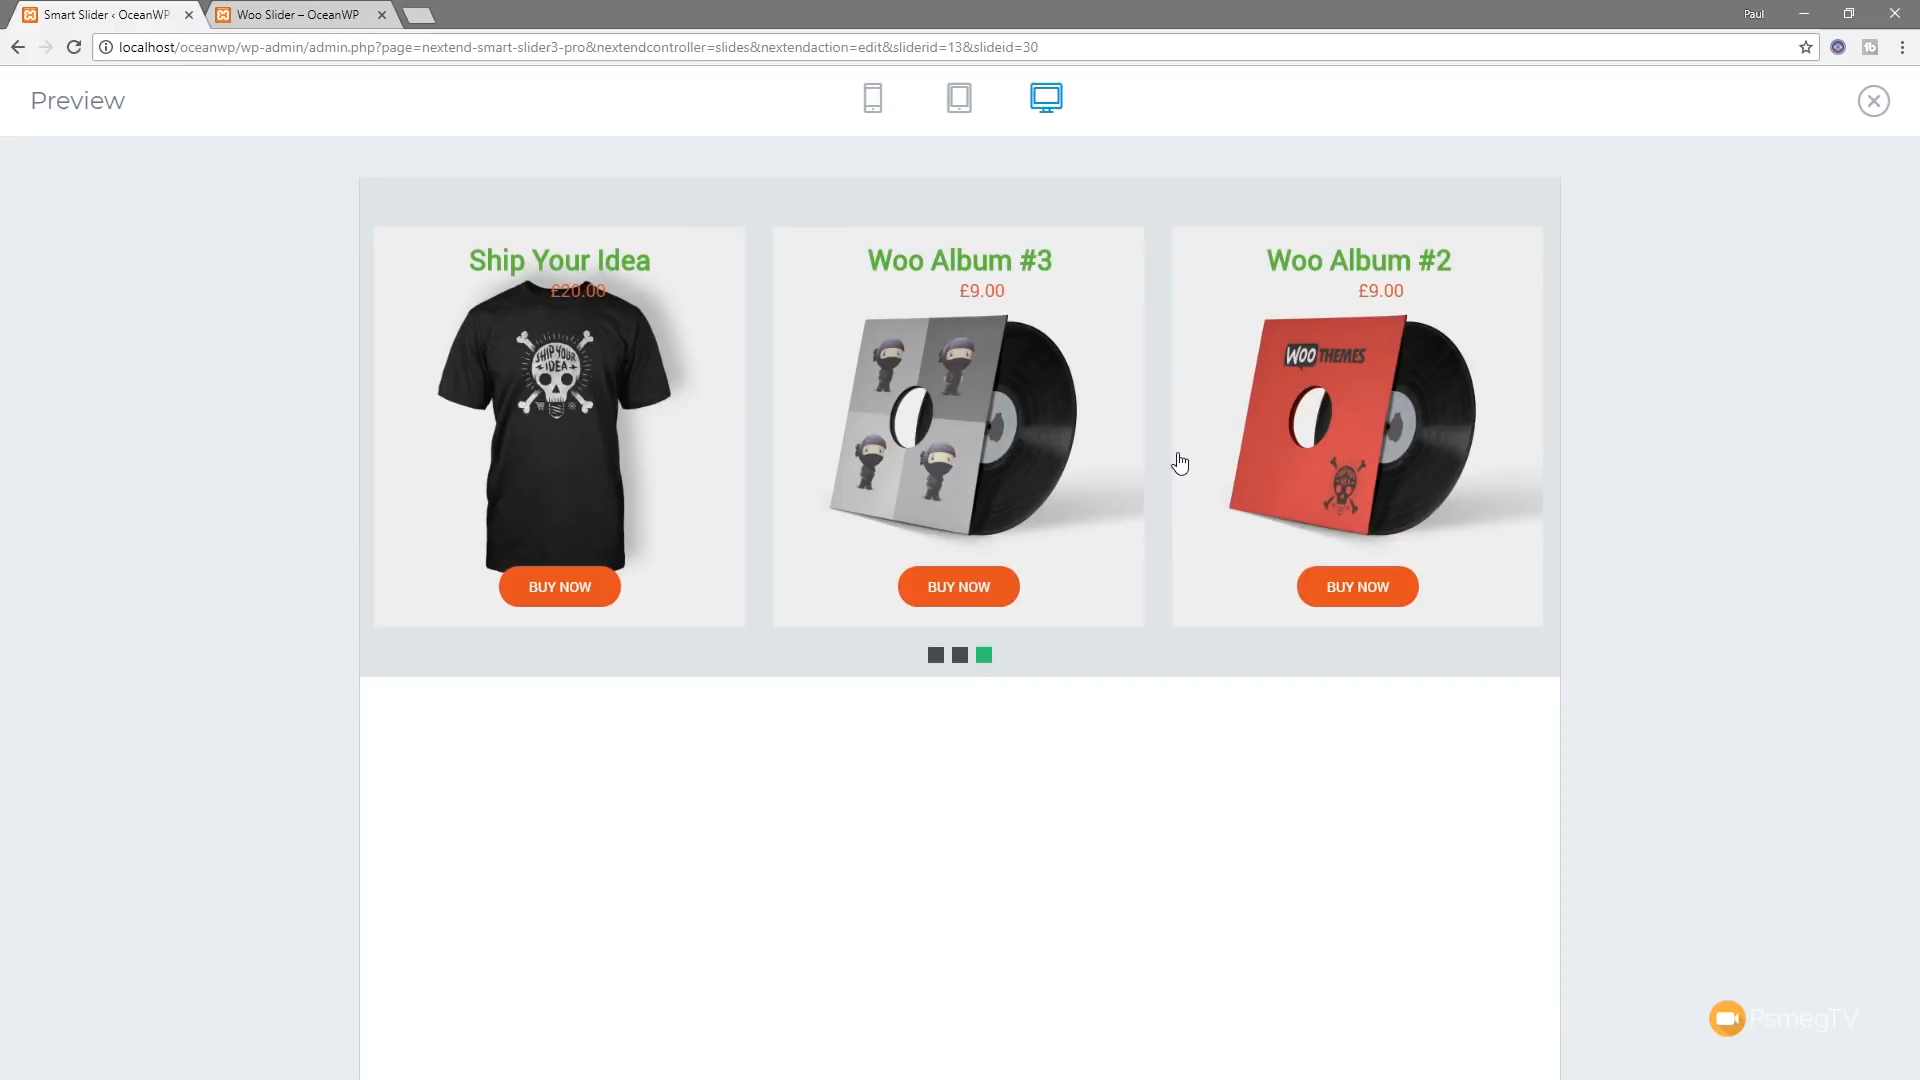 Smart Slider ‹ OceanWP
Woo Slider – OceanWP
Paul
localhost/oceanwp/wp-admin/admin.php?page=nextend-smart-slider3-pro&nextendcontroller=slides&nextendaction=edit&sliderid=13&slideid=30
Preview
Ship Your Idea
£20.00
SHIP YOUR
IDEA
BUY NOW
Woo Album #3
£9.00
BUY NOW
Woo Album #2
£9.00
WOO THEMES
BUY NOW
PsmegTV